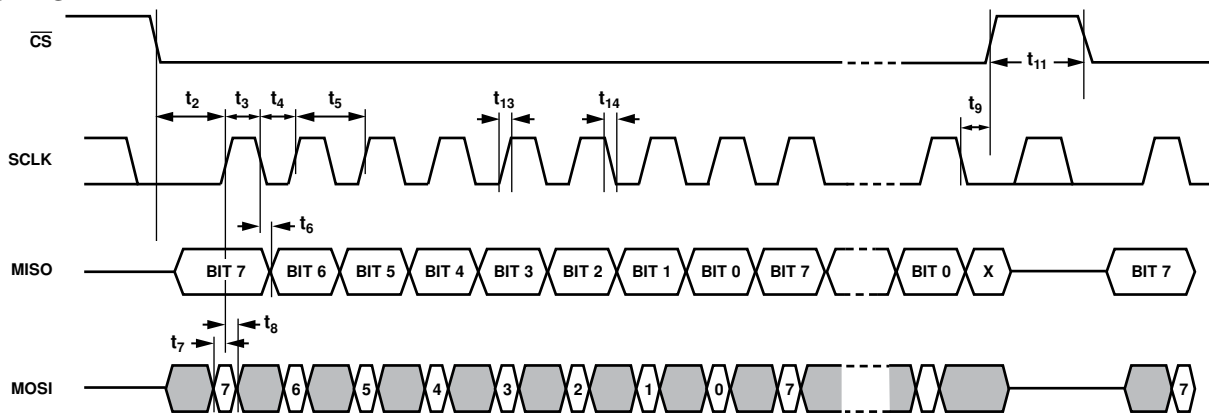 CS
t11
t2 t3 t4 t5 t13 t14 t9
SCLK
t6
MISO BIT 7 BIT 6 BIT 5 BIT 4 BIT 3 BIT 2 BIT 1 BIT 0 BIT 7 BIT 0 X BIT 7
t8
t7
MOSI 7 6 5 4 3 2 1 0 7 7